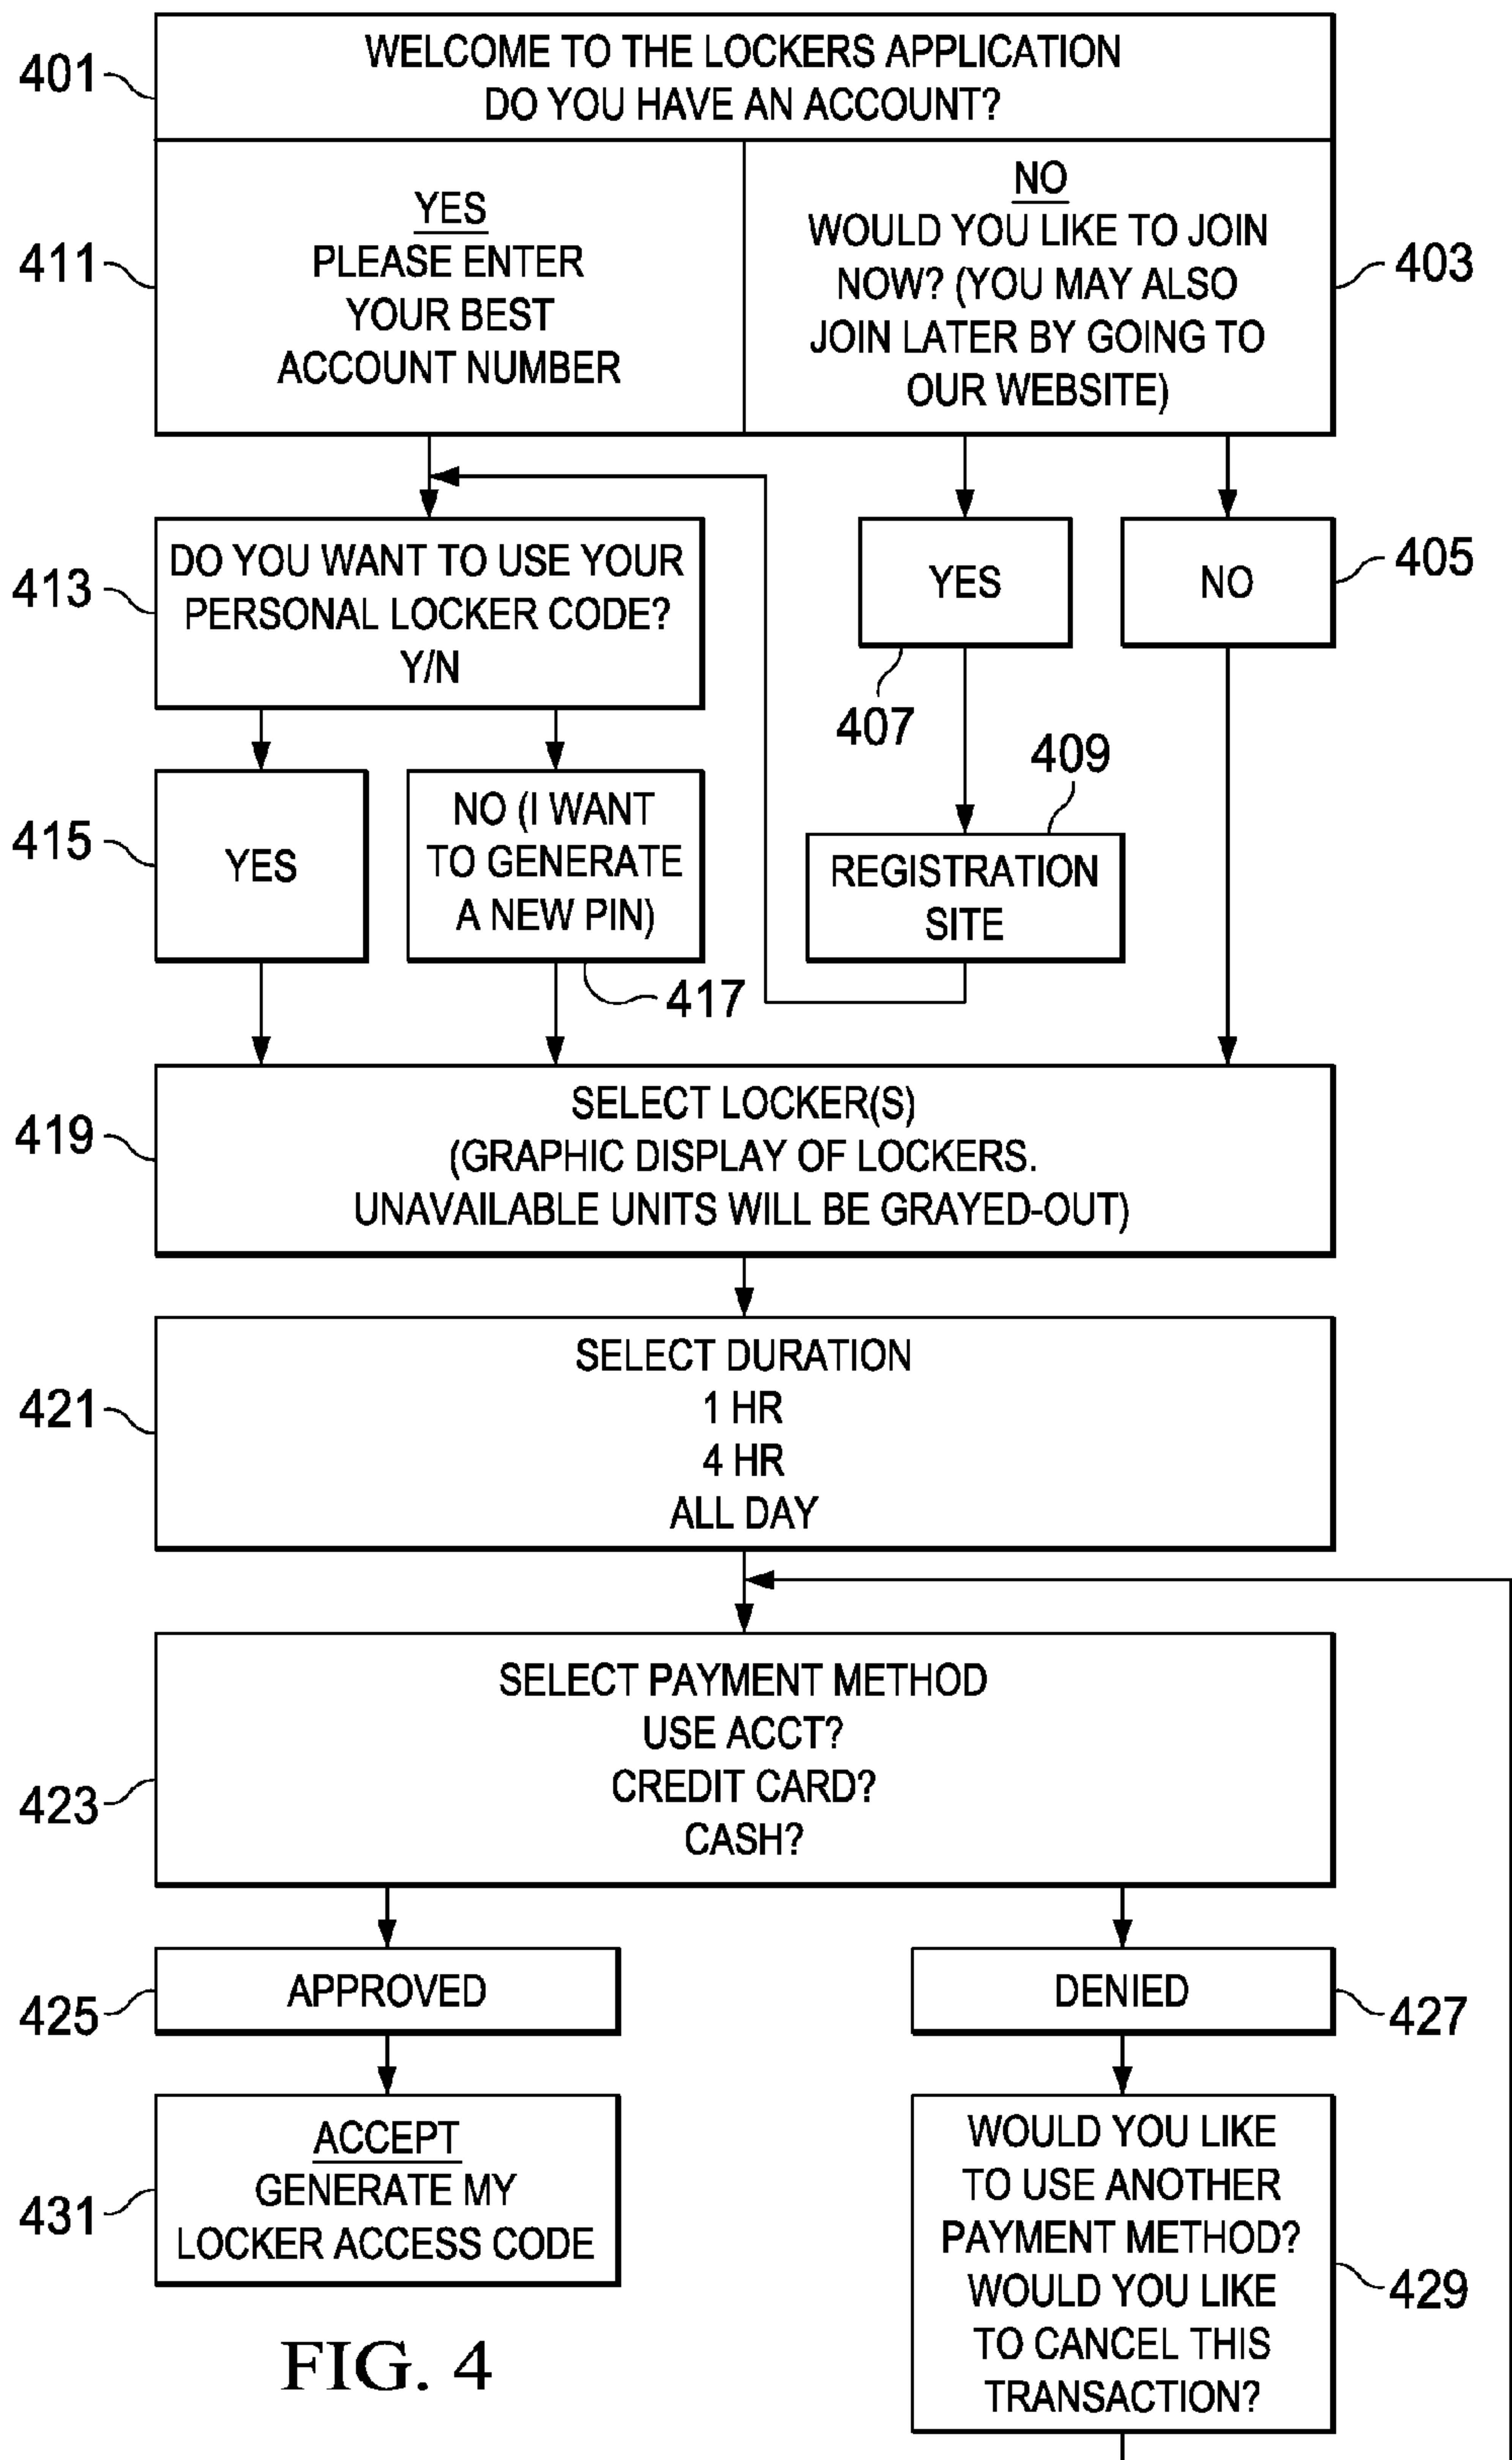 401
WELCOME TO THE LOCKERS APPLICATION
DO YOU HAVE AN ACCOUNT?
411
YES
PLEASE ENTER
YOUR BEST
ACCOUNT NUMBER
NO
WOULD YOU LIKE TO JOIN
NOW? (YOU MAY ALSO
JOIN LATER BY GOING TO
OUR WEBSITE)
403
413
DO YOU WANT TO USE YOUR
PERSONAL LOCKER CODE?
Y/N
YES
407
NO
405
415
YES
NO (I WANT
TO GENERATE
A NEW PIN)
417
409
REGISTRATION
SITE
419
SELECT LOCKER(S)
(GRAPHIC DISPLAY OF LOCKERS.
UNAVAILABLE UNITS WILL BE GRAYED-OUT)
421
SELECT DURATION
1 HR
4 HR
ALL DAY
423
SELECT PAYMENT METHOD
USE ACCT?
CREDIT CARD?
CASH?
425
APPROVED
DENIED
427
431
ACCEPT
GENERATE MY
LOCKER ACCESS CODE
WOULD YOU LIKE
TO USE ANOTHER
PAYMENT METHOD?
WOULD YOU LIKE
TO CANCEL THIS
TRANSACTION?
429
FIG. 4